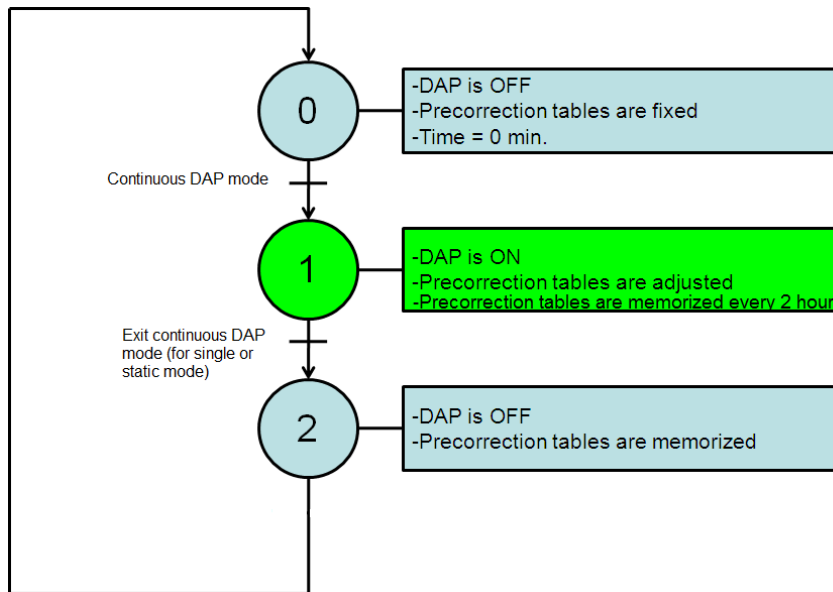 0
-DAP is OFF
-Precorrection tables are fixed
-Time = 0 min.
Continuous DAP mode
1
-DAP is ON
-Precorrection tables are adjusted
-Precorrection tables are memorized every 2 hour
Exit continuous DAP
mode (for single or
static mode)
2
-DAP is OFF
-Precorrection tables are memorized